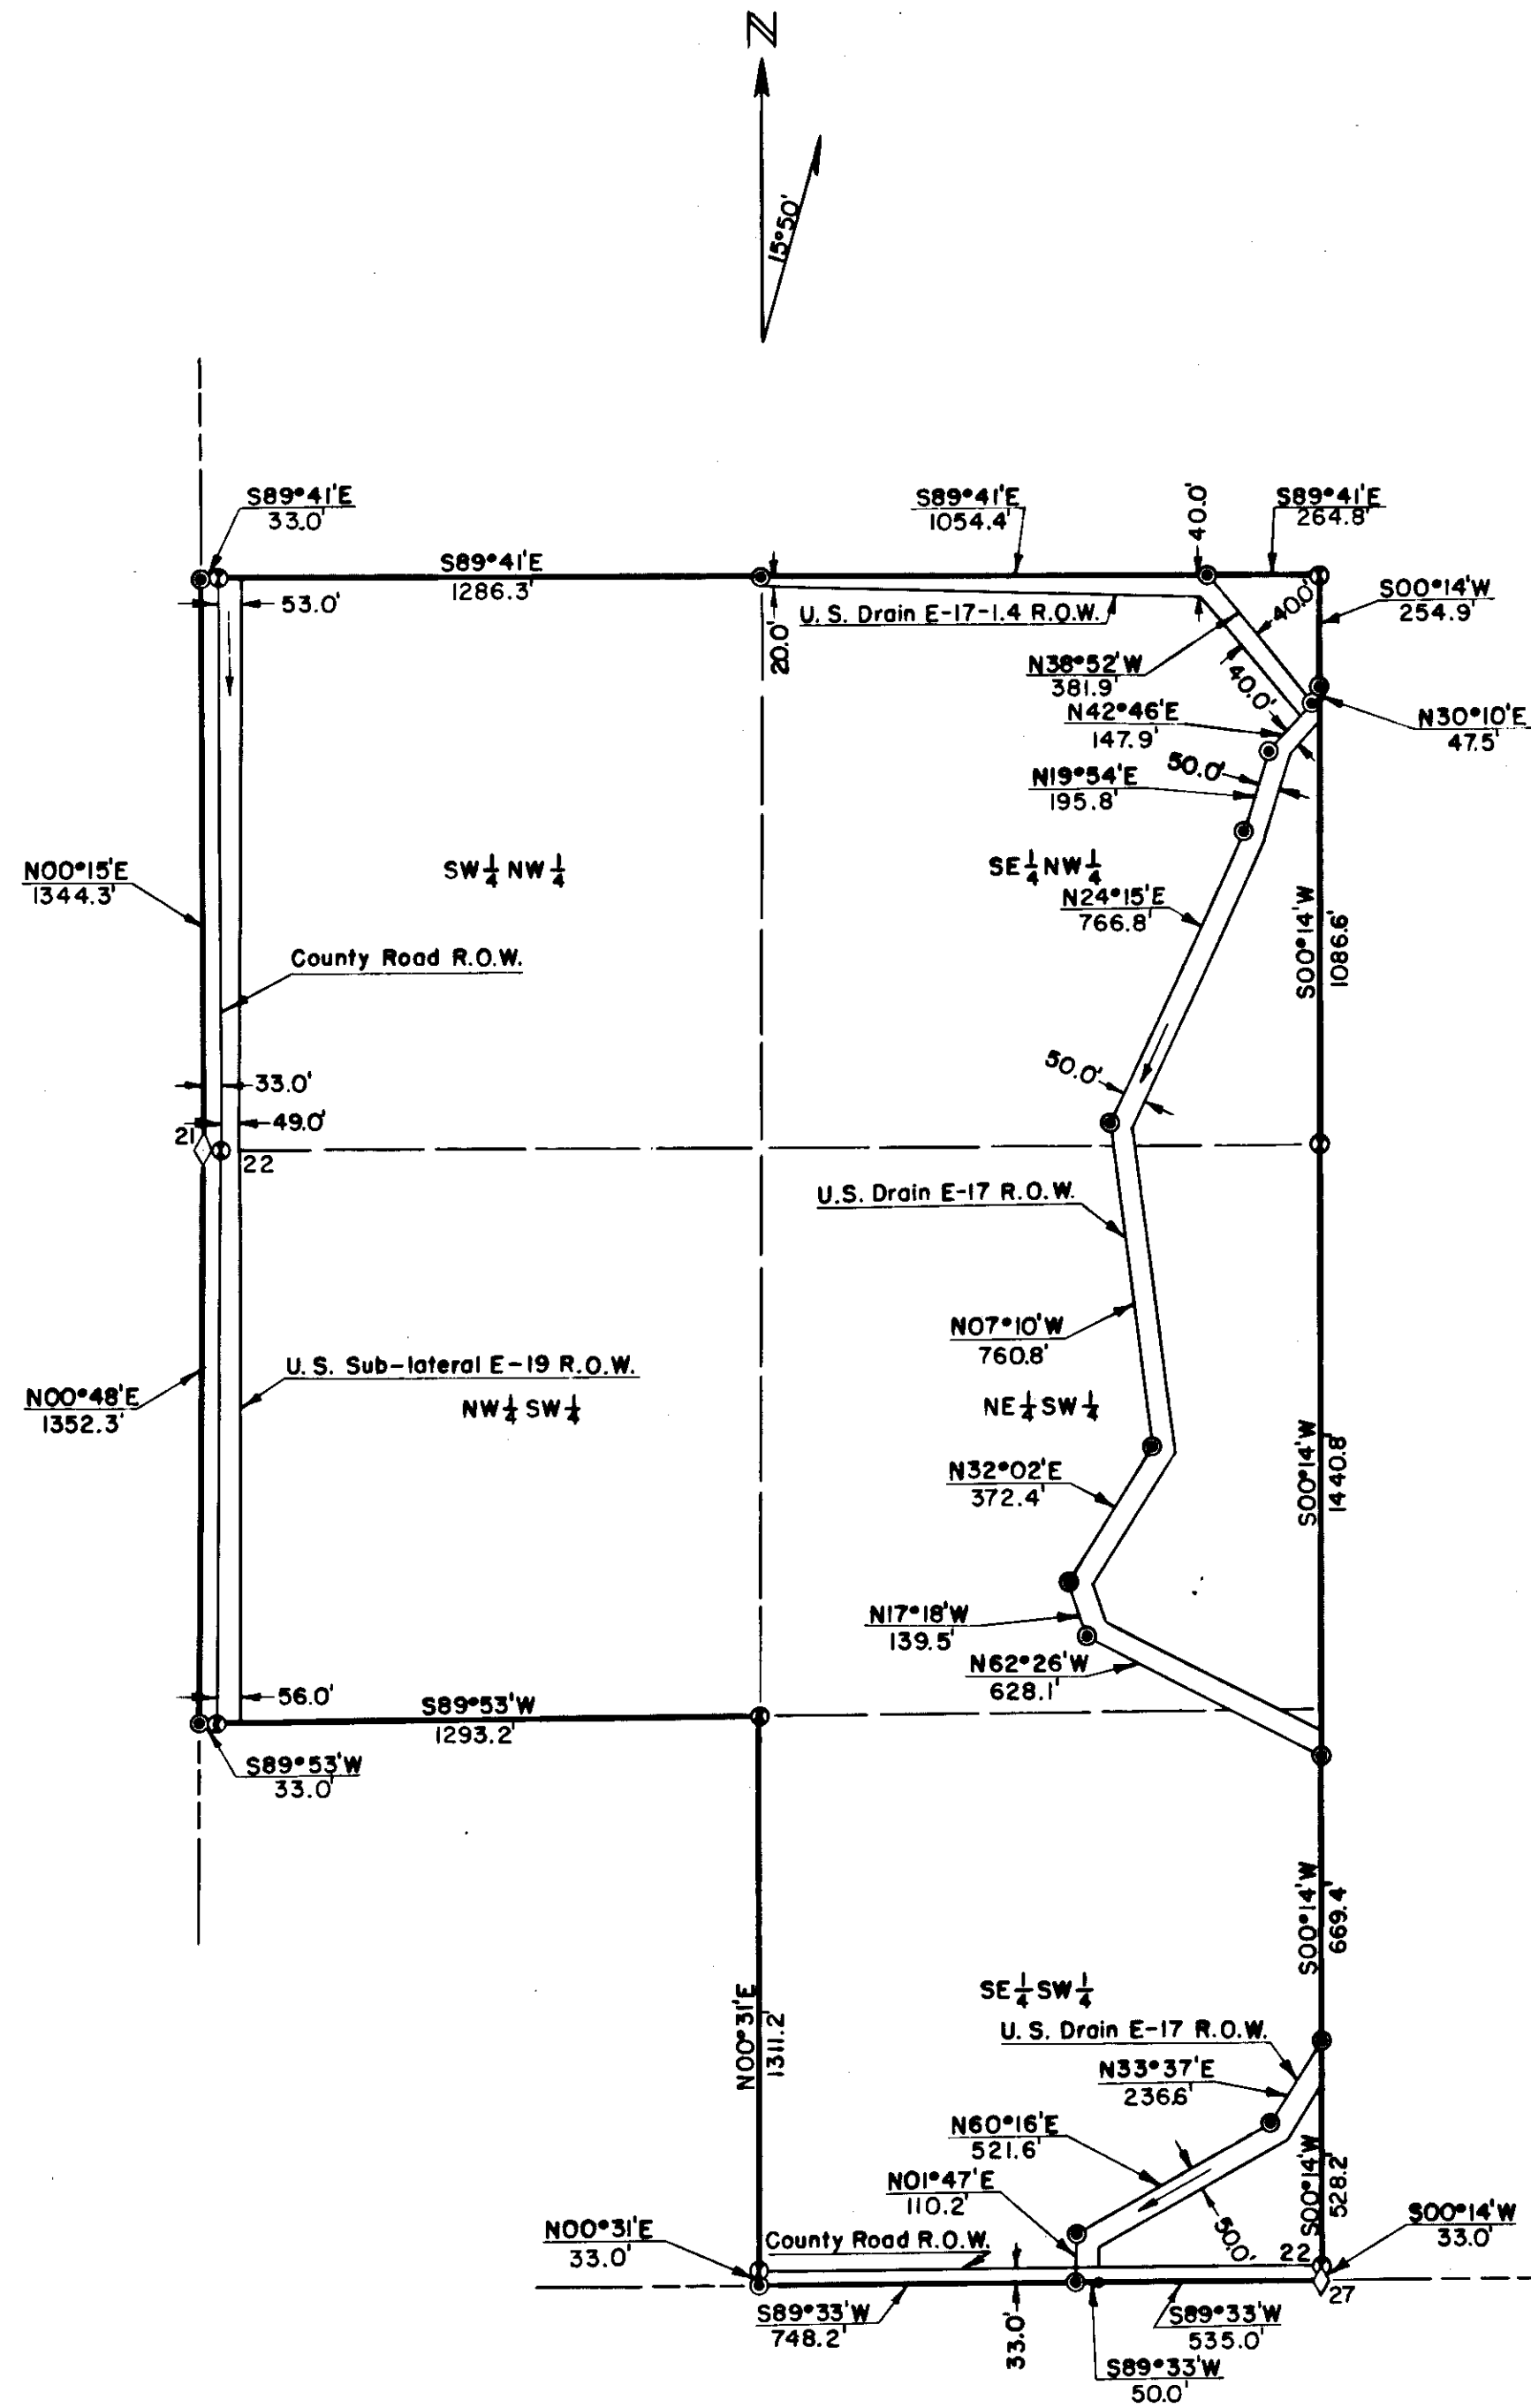 N
15°50'
S89°41'E
33.0'
S89°41'E
1286.3'
S89°41'E
1054.4'
40.0'
S89°41'E
264.8'
53.0'
20.0'
U. S. Drain E-17-1.4 R.O.W.
40.0'
S00°14'W
254.9'
N38°52'W
381.9'
40.0'
N42°46'E
147.9'
N30°10'E
47.5'
50.0'
N19°54'E
195.8'
N00°15'E
1344.3'
SW 1/4 NW 1/4
SE 1/4 NW 1/4
N24°15'E
766.8'
S00°14'W
1086.6'
County Road R.O.W.
33.0'
50.0'
49.0'
21
22
U.S. Drain E-17 R.O.W.
N07°10'W
760.8'
U. S. Sub-lateral E-19 R.O.W.
N00°48'E
1352.3'
NW 1/4 SW 1/4
NE 1/4 SW 1/4
S00°14'W
1440.8'
N32°02'E
372.4'
N17°18'W
139.5'
N62°26'W
628.1'
56.0'
S89°53'W
1293.2'
S89°53'W
33.0'
S00°14'W
669.4'
N00°31'E
1311.2'
SE 1/4 SW 1/4
U. S. Drain E-17 R.O.W.
N33°37'E
236.6'
N60°16'E
521.6'
S00°14'W
528.2'
N01°47'E
110.2'
50.0'
N00°31'E
33.0'
County Road R.O.W.
22
S00°14'W
33.0'
27
S89°33'W
748.2'
33.0'
S89°33'W
535.0'
S89°33'W
50.0'